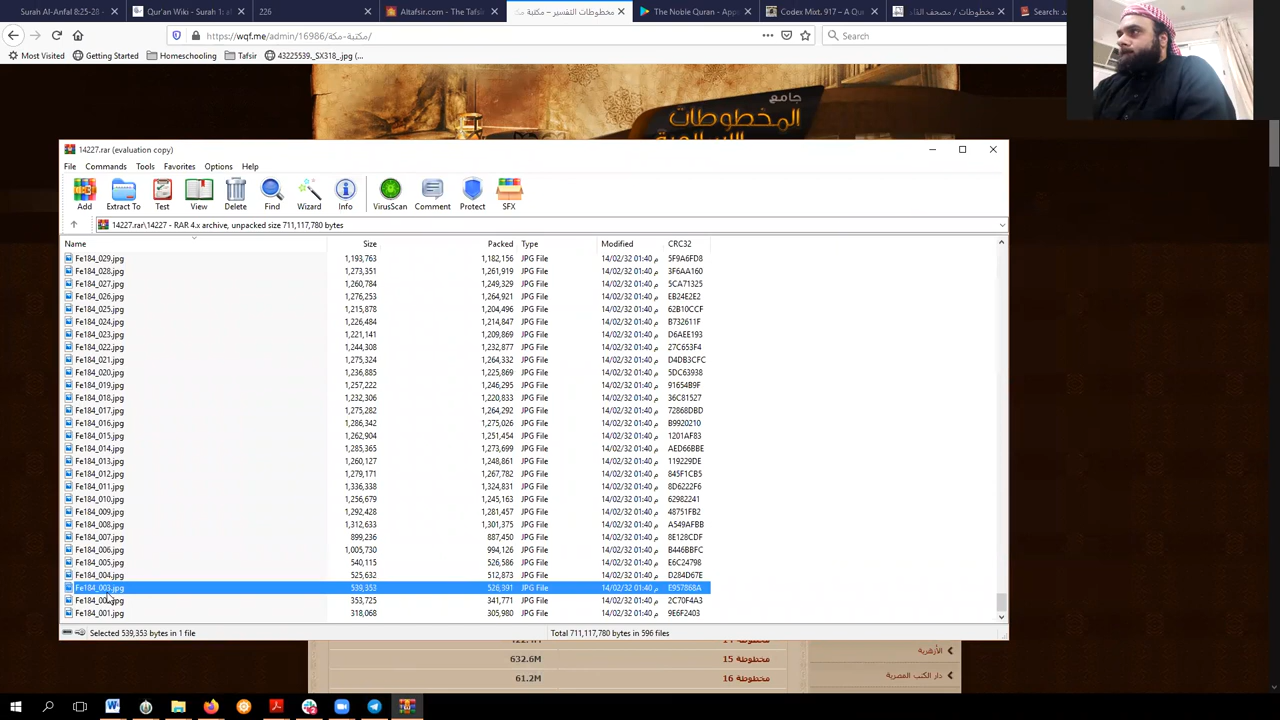 Surah Al-Anfal 8:25-28 -
Qur'an Wiki - Surah 1: al
226
Altafsir.com - The Tafsir
مخطوطات التفسير – مكتبة مك
The Noble Quran - Apps
Codex Mixt. 917 – A Qur
مخطوطات / مصحف
Search:
https://wqf.me/admin/16986/مكتبة-مكة/
Search
Most Visited
Getting Started
Homeschooling
Tafsir
43225539._SX318_.jpg (...
جامع
المخطوطات
الإسلامية
14227.rar (evaluation copy)
File Commands Tools Favorites Options Help
Add Extract To Test View Delete Find Wizard Info VirusScan Comment Protect SFX
14227.rar\14227 - RAR 4.x archive, unpacked size 711,117,780 bytes
Name Size Packed Type Modified CRC32
Fe184_029.jpg 1,193,763 1,182,156 JPG File 14/02/32 01:40 م 5F9A6FD8
Fe184_028.jpg 1,273,351 1,261,919 JPG File 14/02/32 01:40 م 3F6AA160
Fe184_027.jpg 1,260,784 1,249,329 JPG File 14/02/32 01:40 م 5CA71325
Fe184_026.jpg 1,276,253 1,264,921 JPG File 14/02/32 01:40 م EB24E2E2
Fe184_025.jpg 1,215,878 1,204,496 JPG File 14/02/32 01:40 م 62B10CCF
Fe184_024.jpg 1,226,484 1,214,847 JPG File 14/02/32 01:40 م B732611F
Fe184_023.jpg 1,221,141 1,209,869 JPG File 14/02/32 01:40 م D6AEE193
Fe184_022.jpg 1,244,308 1,232,877 JPG File 14/02/32 01:40 م 27C653F4
Fe184_021.jpg 1,275,324 1,264,332 JPG File 14/02/32 01:40 م D4DB3CFC
Fe184_020.jpg 1,236,885 1,225,869 JPG File 14/02/32 01:40 م 5DC63938
Fe184_019.jpg 1,257,222 1,246,295 JPG File 14/02/32 01:40 م 91654B9F
Fe184_018.jpg 1,232,306 1,220,833 JPG File 14/02/32 01:40 م 36C81527
Fe184_017.jpg 1,275,282 1,264,292 JPG File 14/02/32 01:40 م 72868DBD
Fe184_016.jpg 1,286,342 1,275,026 JPG File 14/02/32 01:40 م B9920210
Fe184_015.jpg 1,262,904 1,251,454 JPG File 14/02/32 01:40 م 1201AF83
Fe184_014.jpg 1,285,365 1,273,699 JPG File 14/02/32 01:40 م AED66BBE
Fe184_013.jpg 1,260,127 1,248,861 JPG File 14/02/32 01:40 م 119229DE
Fe184_012.jpg 1,279,171 1,267,782 JPG File 14/02/32 01:40 م 845F1CB5
Fe184_011.jpg 1,336,338 1,324,831 JPG File 14/02/32 01:40 م 8D6222F6
Fe184_010.jpg 1,256,679 1,245,163 JPG File 14/02/32 01:40 م 62982241
Fe184_009.jpg 1,292,428 1,281,457 JPG File 14/02/32 01:40 م 48751FB2
Fe184_008.jpg 1,312,633 1,301,375 JPG File 14/02/32 01:40 م A549AFBB
Fe184_007.jpg 899,236 887,450 JPG File 14/02/32 01:40 م 8E128CDF
Fe184_006.jpg 1,005,730 994,126 JPG File 14/02/32 01:40 م B446BBFC
Fe184_005.jpg 540,115 526,586 JPG File 14/02/32 01:40 م E6C24798
Fe184_004.jpg 525,632 512,873 JPG File 14/02/32 01:40 م D284D67E
Fe184_003.jpg 539,353 526,391 JPG File 14/02/32 01:40 م E957868A
Fe184_002.jpg 353,725 341,771 JPG File 14/02/32 01:40 م 2C70F4A3
Fe184_001.jpg 318,068 305,980 JPG File 14/02/32 01:40 م 9E6F2403
Selected 539,353 bytes in 1 file
Total 711,117,780 bytes in 596 files
الأزهرية
632.6M مخطوطة 15
61.2M مخطوطة 16
دار الكتب المصرية